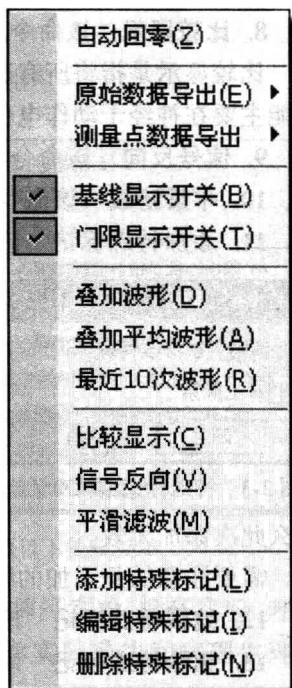 自动回零(Z)
原始数据导出(E)
测量点数据导出
基线显示开关(B)
门限显示开关(T)
叠加波形(D)
叠加平均波形(A)
最近10次波形(R)
比较显示(C)
信号反向(V)
平滑滤波(M)
添加特殊标记(L)
编辑特殊标记(I)
删除特殊标记(N)